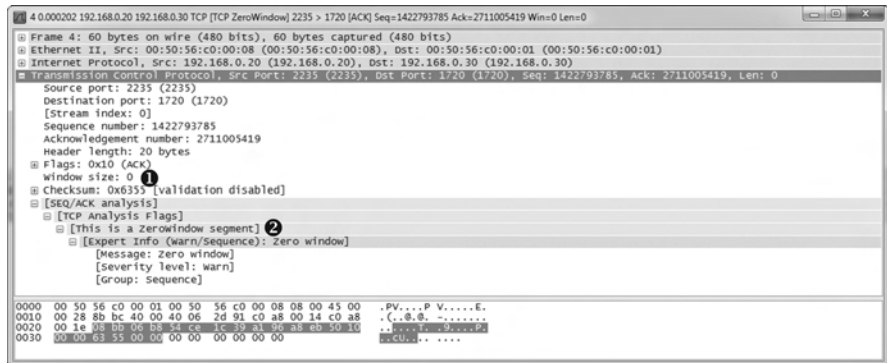 4 0.000202 192.168.0.20 192.168.0.30 TCP [TCP ZeroWindow] 2235 > 1720 [ACK] Seq=1422793785 Ack=2711005419 Win=0 Len=0
Frame 4: 60 bytes on wire (480 bits), 60 bytes captured (480 bits)
Ethernet II, Src: 00:50:56:c0:00:08 (00:50:56:c0:00:08), Dst: 00:50:56:c0:00:01 (00:50:56:c0:00:01)
Internet Protocol, Src: 192.168.0.20 (192.168.0.20), Dst: 192.168.0.30 (192.168.0.30)
Transmission Control Protocol, Src Port: 2235 (2235), Dst Port: 1720 (1720), Seq: 1422793785, Ack: 2711005419, Len: 0
Source port: 2235 (2235)
Destination port: 1720 (1720)
[Stream index: 0]
Sequence number: 1422793785
Acknowledgement number: 2711005419
Header length: 20 bytes
Flags: 0x10 (ACK)
Window size: 0 ❶
Checksum: 0x6355 [validation disabled]
[SEQ/ACK analysis]
[TCP Analysis Flags]
[This is a ZeroWindow segment] ❷
[Expert Info (Warn/Sequence): Zero window]
[Message: Zero window]
[Severity level: Warn]
[Group: Sequence]
0000 00 50 56 c0 00 01 00 50 56 c0 00 08 08 00 45 00 .PV....P V.....E.
0010 00 28 8b bc 40 00 40 06 2d 91 c0 a8 00 14 c0 a8 .(..@.@. -.......
0020 00 1e 08 bb 06 b8 54 ce 1c 39 a1 96 a8 eb 50 10 ......T. .9....P.
0030 00 00 63 55 00 00 00 00 00 00 00 00 ..cU.... ....